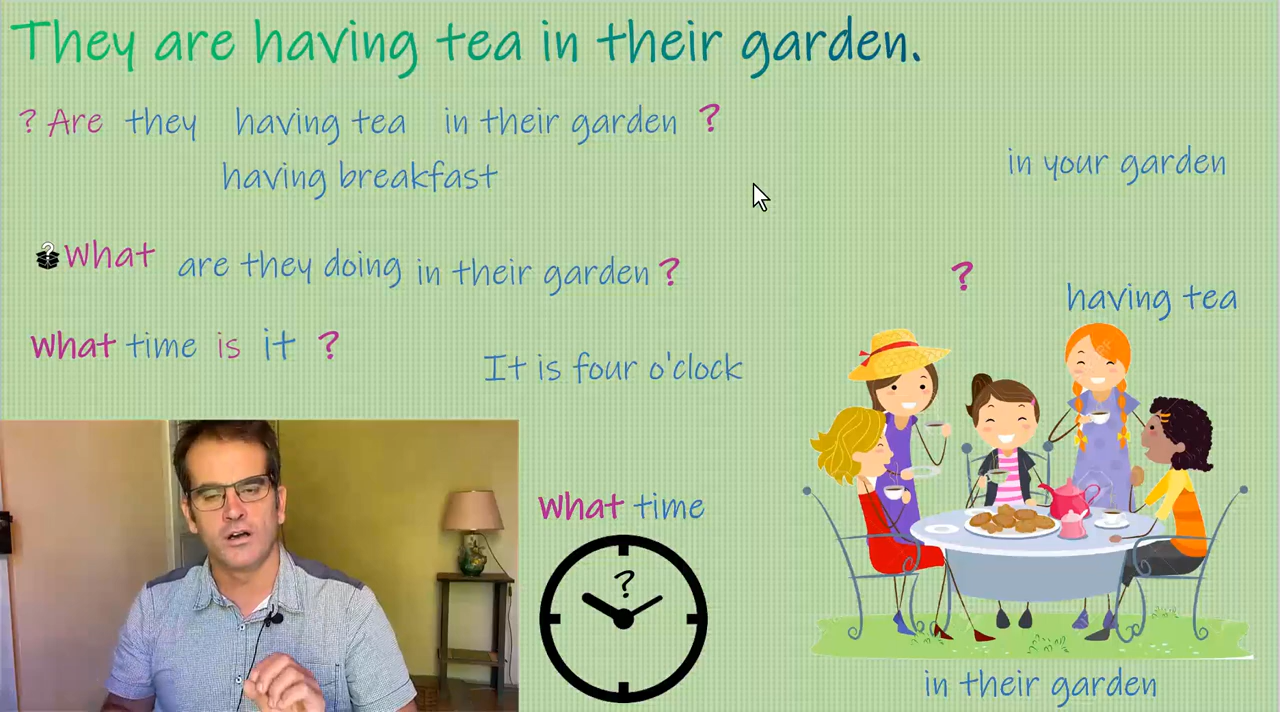 They are having tea in their garden.
? Are they having tea in their garden ?
having breakfast
in your garden
What are they doing in their garden ?
?
having tea
What time is it ?
It is four o'clock
What time
?
in their garden